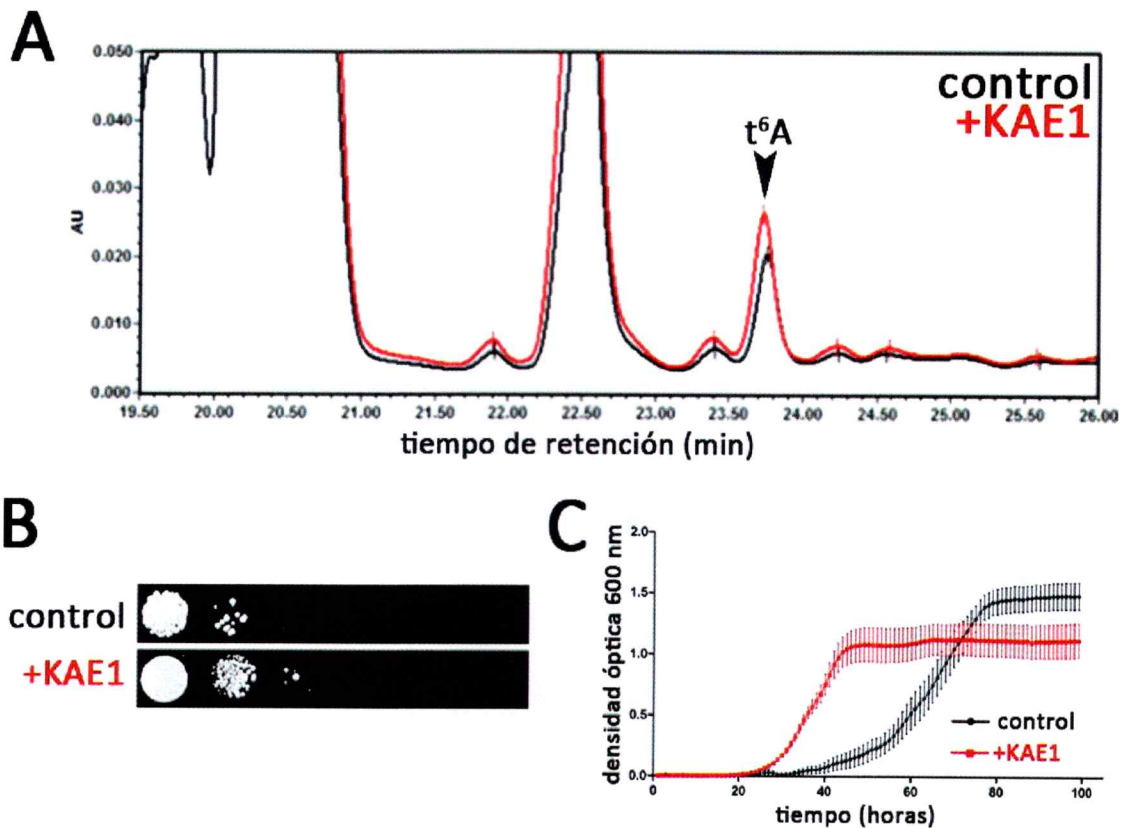 A
control
+KAE1
t⁶A
AU
0.050
0.040
0.030
0.020
0.010
0.000
19.50 20.00 20.50 21.00 21.50 22.00 22.50 23.00 23.50 24.00 24.50 25.00 25.50 26.00
tiempo de retención (min)
B
control
+KAE1
C
densidad óptica 600 nm
2.0
1.5
1.0
0.5
0.0
control
+KAE1
0 20 40 60 80 100
tiempo (horas)